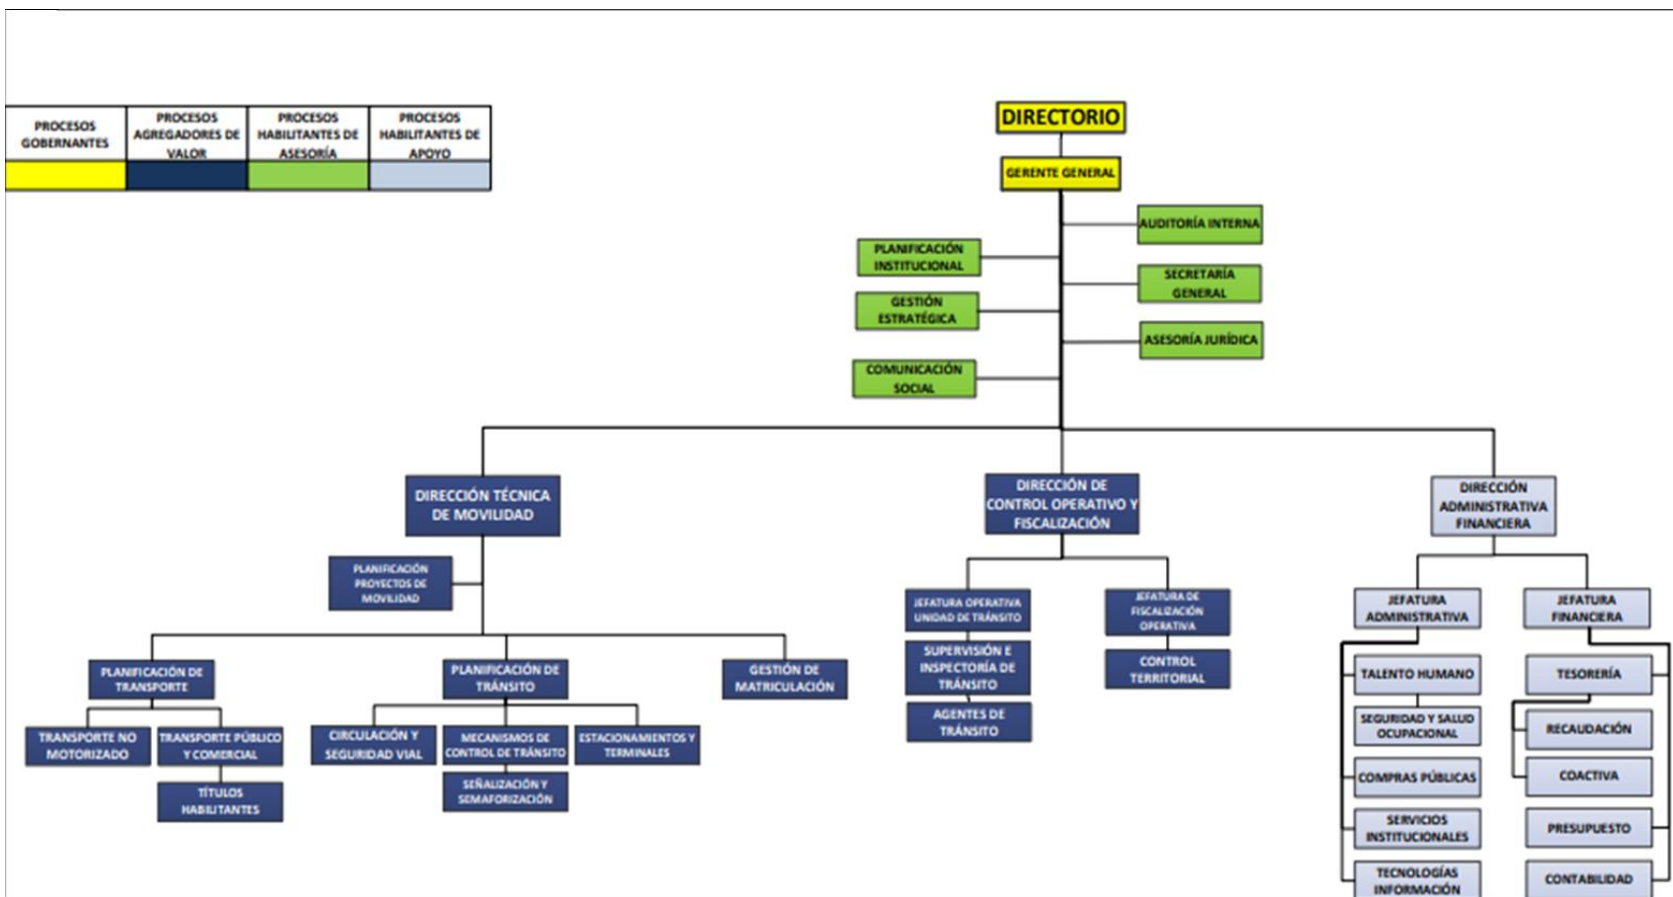 PROCESOS
GOBERNANTES
PROCESOS
AGREGADORES DE
VALOR
PROCESOS
HABILITANTES DE
ASESORÍA
PROCESOS
HABILITANTES DE
APOYO
DIRECTORIO
GERENTE GENERAL
AUDITORÍA INTERNA
PLANIFICACIÓN
INSTITUCIONAL
SECRETARÍA
GENERAL
GESTIÓN
ESTRATÉGICA
ASESORÍA JURÍDICA
COMUNICACIÓN
SOCIAL
DIRECCIÓN TÉCNICA
DE MOVILIDAD
PLANIFICACIÓN
PROYECTOS DE
MOVILIDAD
PLANIFICACIÓN DE
TRANSPORTE
TRANSPORTE NO
MOTORIZADO
TRANSPORTE PÚBLICO
Y COMERCIAL
TÍTULOS
HABILITANTES
PLANIFICACIÓN DE
TRÁNSITO
CIRCULACIÓN Y
SEGURIDAD VIAL
MECANISMOS DE
CONTROL DE TRÁNSITO
SEÑALIZACIÓN Y
SEMAFORIZACIÓN
ESTACIONAMIENTOS Y
TERMINALES
GESTIÓN DE
MATRICULACIÓN
DIRECCIÓN DE
CONTROL OPERATIVO Y
FISCALIZACIÓN
JEFATURA OPERATIVA
UNIDAD DE TRÁNSITO
SUPERVISIÓN E
INSPECTORÍA DE
TRÁNSITO
AGENTES DE
TRÁNSITO
JEFATURA DE
FISCALIZACIÓN
OPERATIVA
CONTROL
TERRITORIAL
DIRECCIÓN
ADMINISTRATIVA
FINANCIERA
JEFATURA
ADMINISTRATIVA
TALENTO HUMANO
SEGURIDAD Y SALUD
OCUPACIONAL
COMPRAS PÚBLICAS
SERVICIOS
INSTITUCIONALES
TECNOLOGÍAS
INFORMACIÓN
JEFATURA
FINANCIERA
TESORERÍA
RECAUDACIÓN
COACTIVA
PRESUPUESTO
CONTABILIDAD